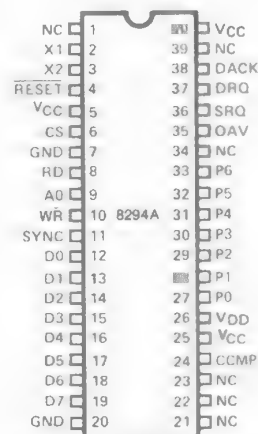 NC 1 VCC
X1 2 39 NC
X2 3 38 DACK
RESET 4 37 DRQ
VCC 5 36 SRQ
CS 6 35 OAV
GND 7 34 NC
RD 8 33 P6
A0 9 32 P5
WR 10 8294A 31 P4
SYNC 11 30 P3
D0 12 29 P2
D1 13 P1
D2 14 27 P0
D3 15 26 VDD
D4 16 25 VCC
D5 17 24 CCMP
D6 18 23 NC
D7 19 22 NC
GND 20 21 NC